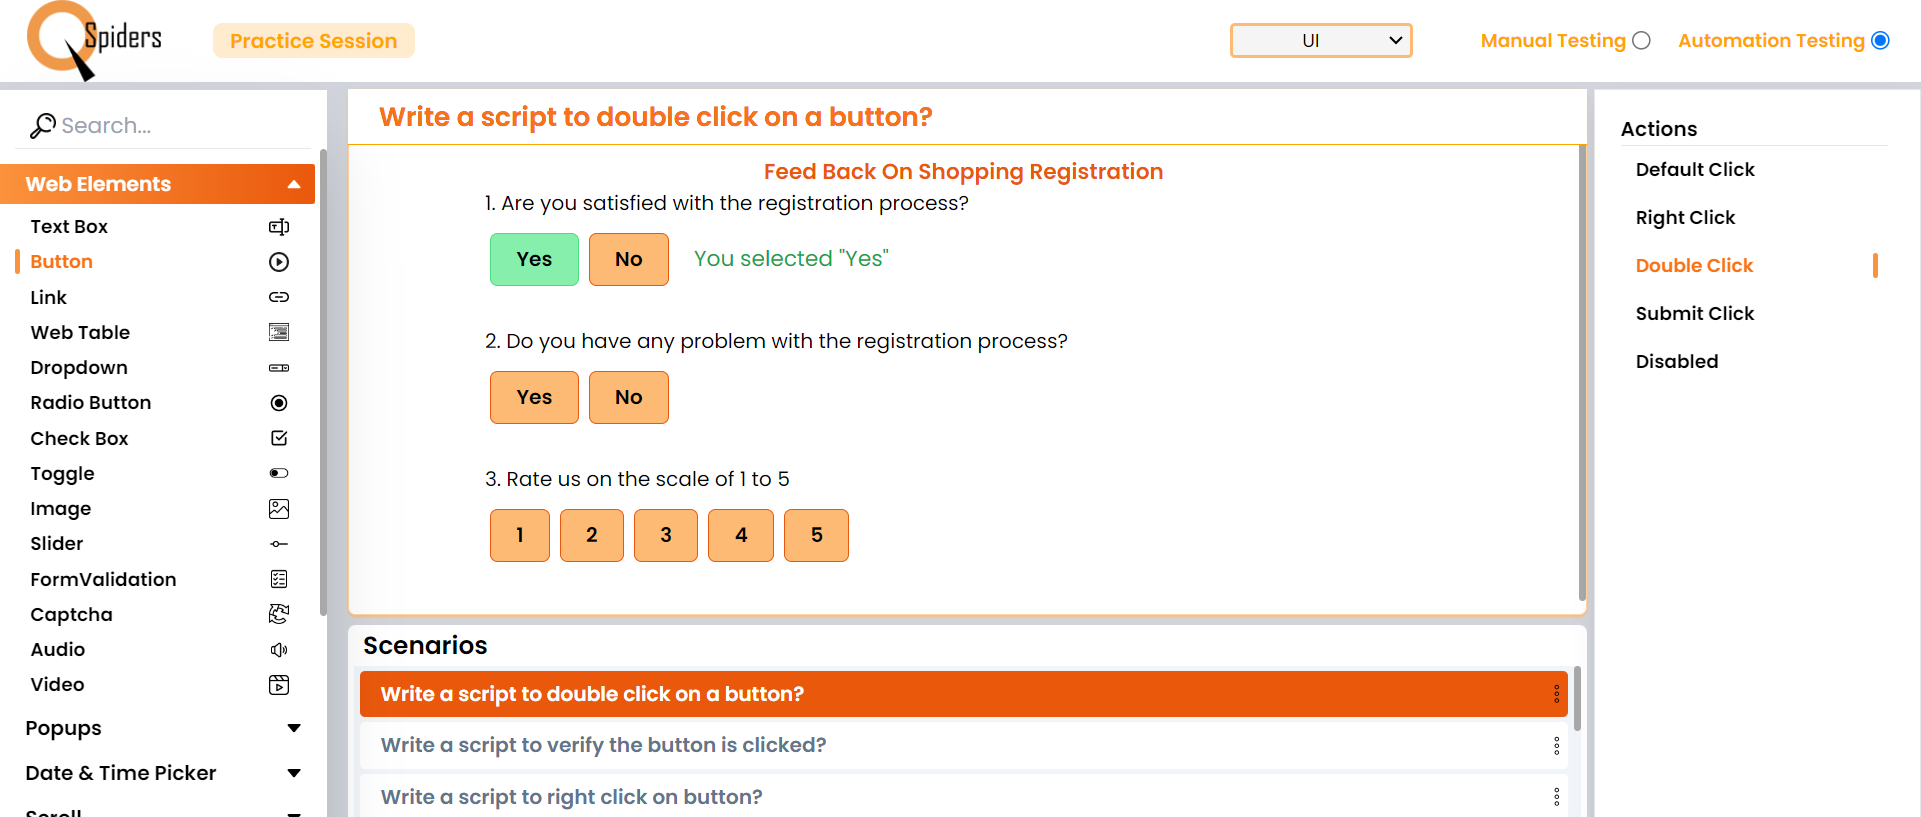 Spiders
Practice Session
UI
Manual Testing
Automation Testing
Search...
Web Elements
Text Box
Button
Link
Web Table
Dropdown
Radio Button
Check Box
Toggle
Image
Slider
FormValidation
Captcha
Audio
Video
Popups
Date & Time Picker
Scroll
Write a script to double click on a button?
Feed Back On Shopping Registration
1. Are you satisfied with the registration process?
Yes No You selected "Yes"
2. Do you have any problem with the registration process?
Yes No
3. Rate us on the scale of 1 to 5
1 2 3 4 5
Scenarios
Write a script to double click on a button?
Write a script to verify the button is clicked?
Write a script to right click on button?
Actions
Default Click
Right Click
Double Click
Submit Click
Disabled